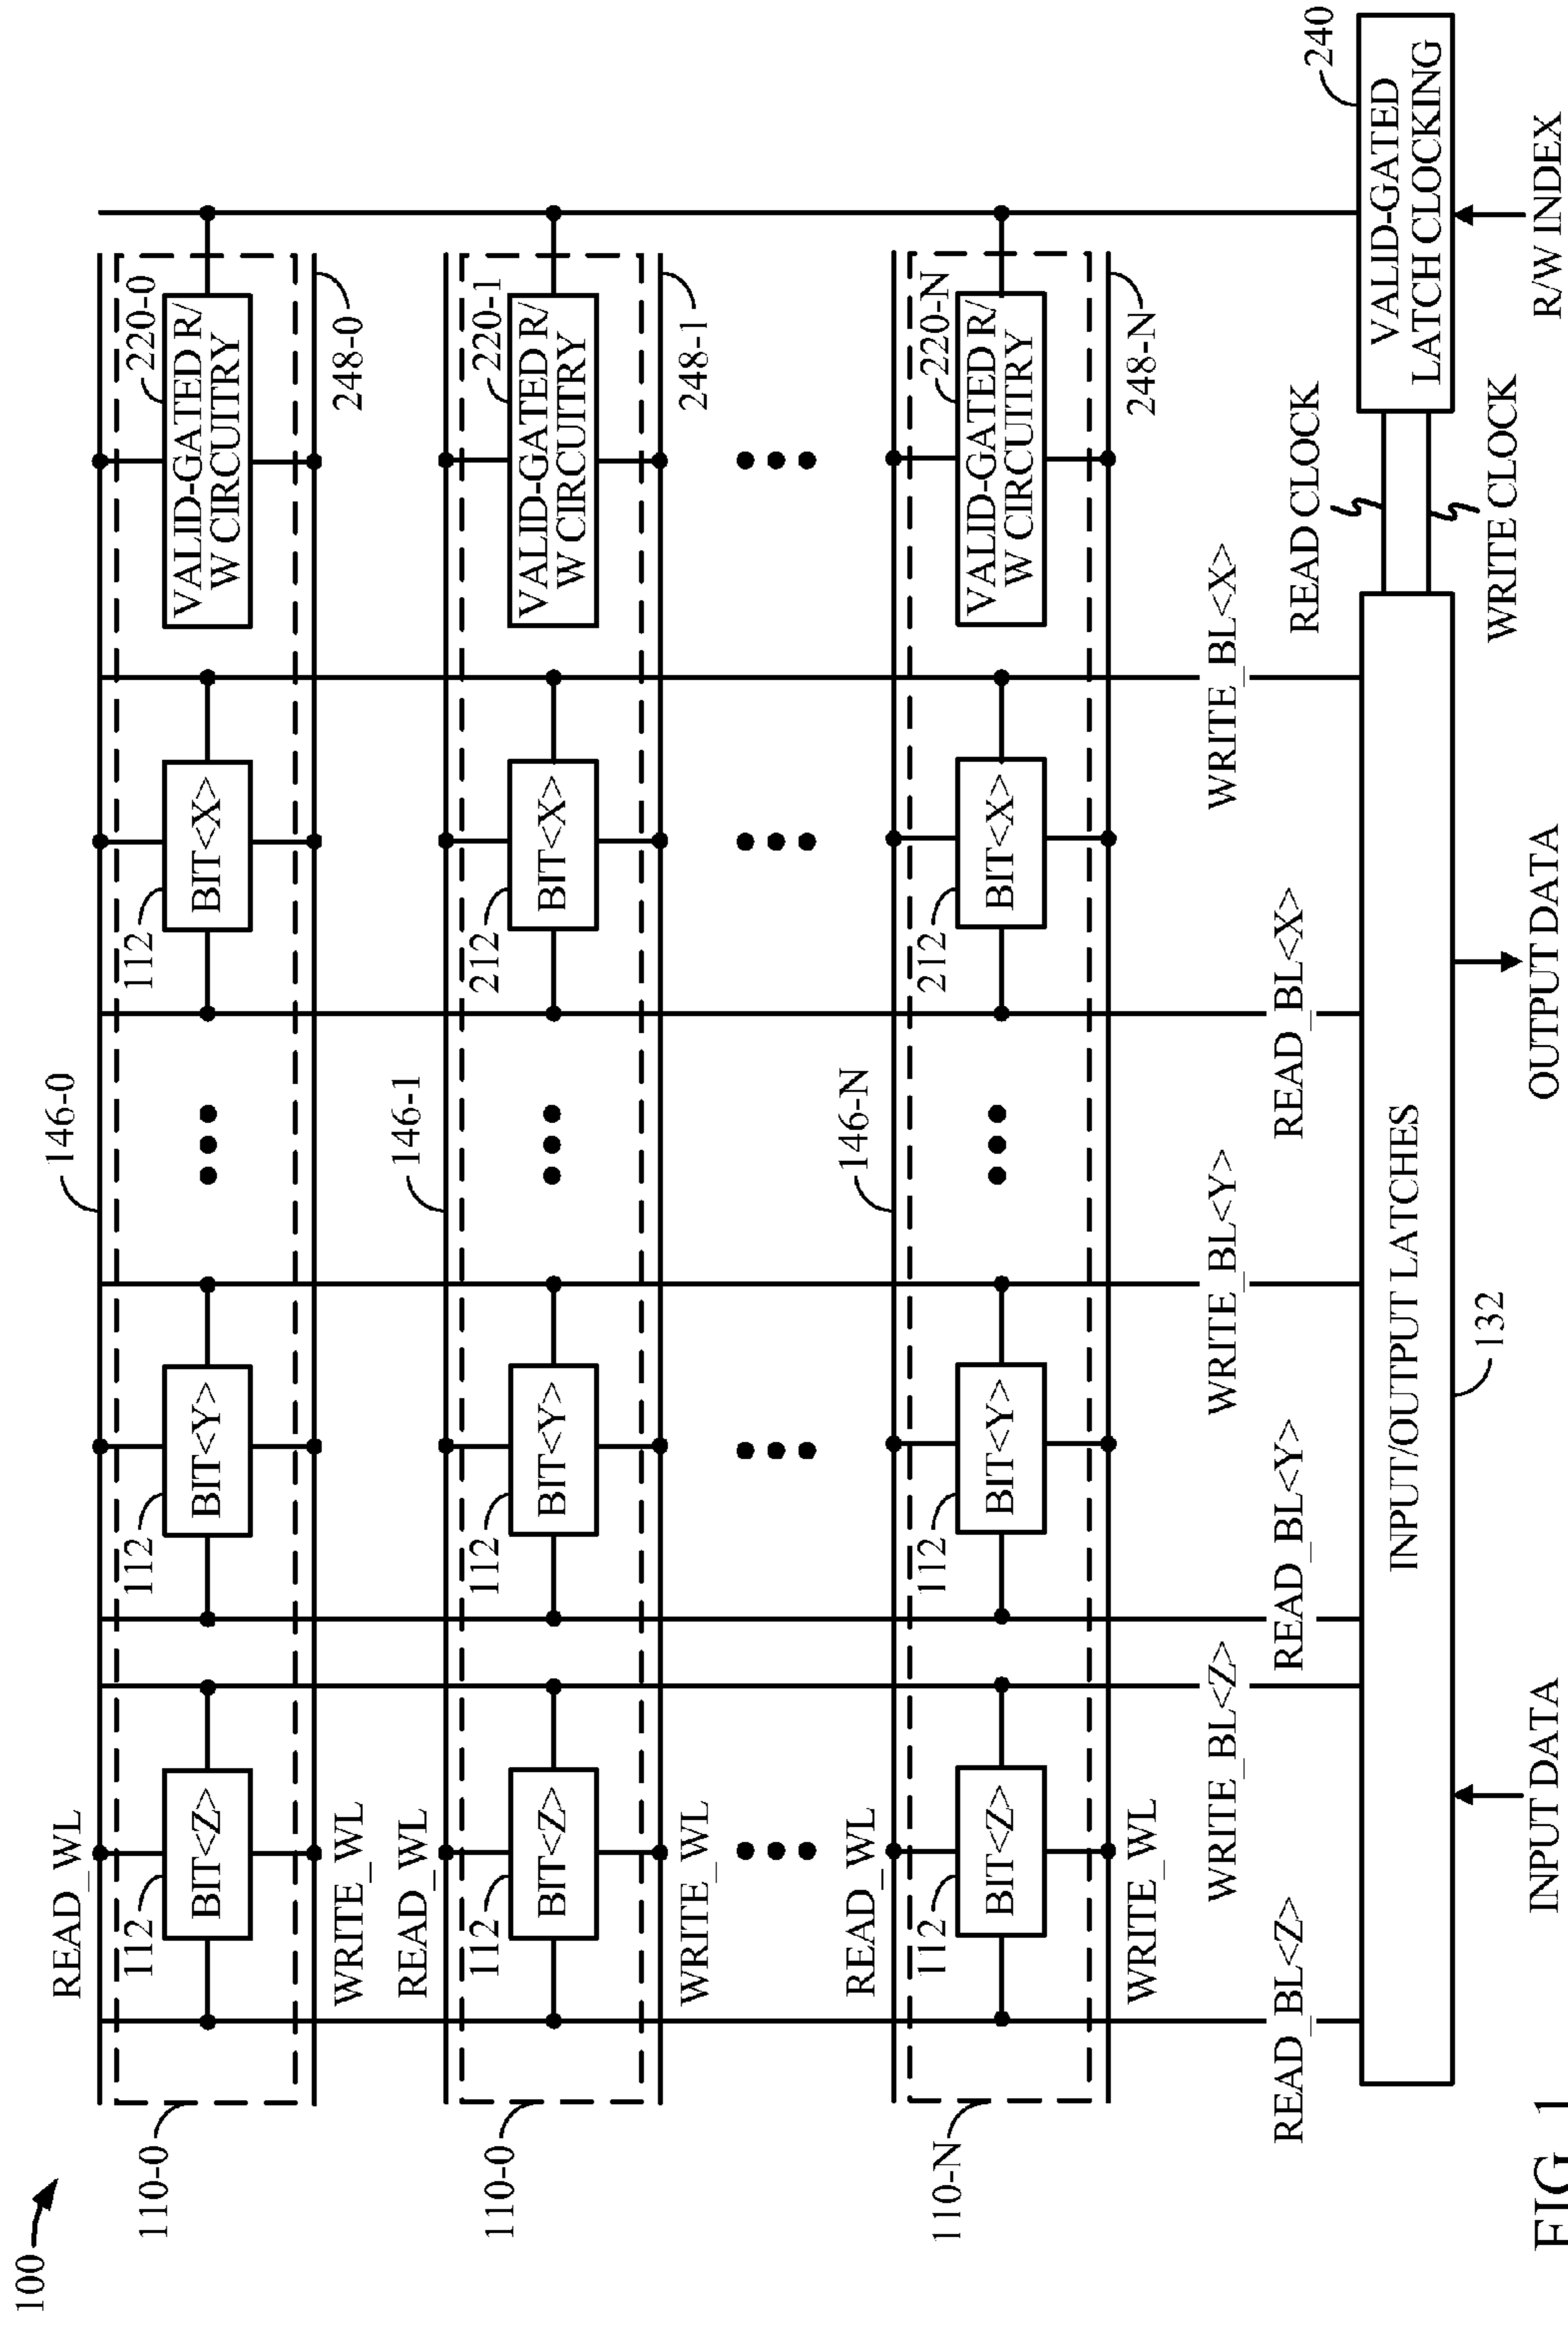 100
READ_WL
146-0
110-0
112
BIT<Z>
112
BIT<Y>
112
BIT<X>
220-0
VALID-GATED R/
W CIRCUITRY
WRITE_WL
248-0
READ_WL
146-1
110-0
112
BIT<Z>
112
BIT<Y>
212
BIT<X>
220-1
VALID-GATED R/
W CIRCUITRY
WRITE_WL
248-1
READ_WL
146-N
110-N
112
BIT<Z>
112
BIT<Y>
212
BIT<X>
220-N
VALID-GATED R/
W CIRCUITRY
WRITE_WL
248-N
WRITE_BL<Z>
WRITE_BL<Y>
WRITE_BL<X>
READ_BL<Z>
READ_BL<Y>
READ_BL<X>
READ CLOCK
240
INPUT/OUTPUT LATCHES
VALID-GATED
LATCH CLOCKING
132
WRITE CLOCK
INPUT DATA
OUTPUT DATA
R/W INDEX
FIG. 1